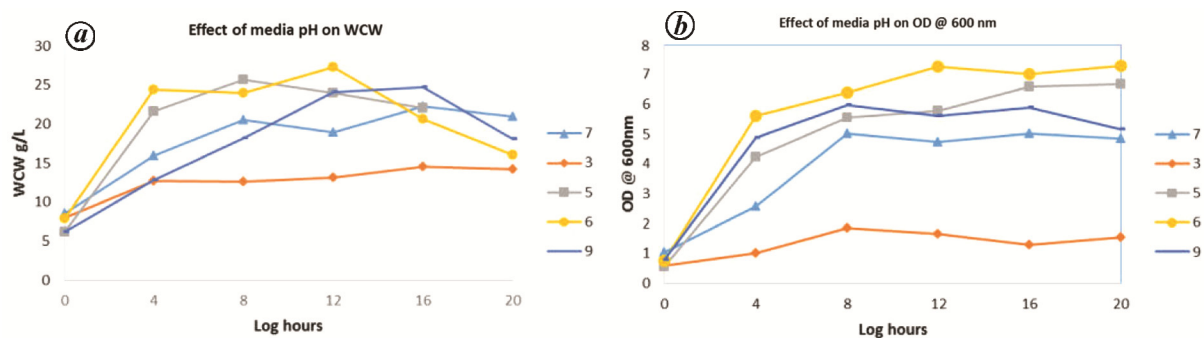 a
Effect of media pH on WCW
30
25
20
15
10
5
0
WCW g/L
0 4 8 12 16 20
Log hours
7
3
5
6
9
b
Effect of media pH on OD @ 600 nm
8
7
6
5
4
3
2
1
0
OD @ 600nm
0 4 8 12 16 20
Log hours
7
3
5
6
9